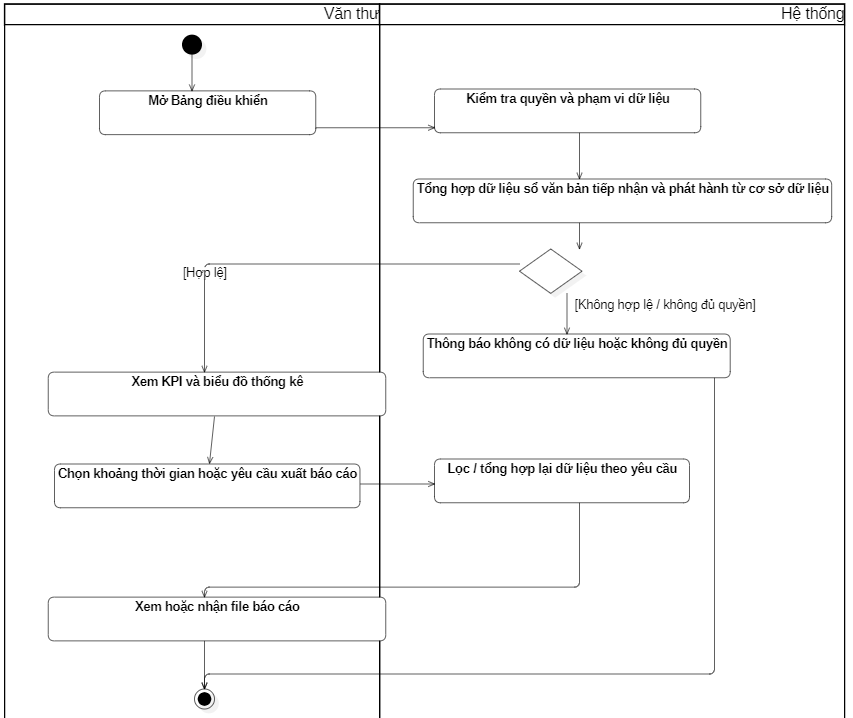 Văn thư
Hệ thống
Mở Bảng điều khiển
Kiểm tra quyền và phạm vi dữ liệu
Tổng hợp dữ liệu số văn bản tiếp nhận và phát hành từ cơ sở dữ liệu
[Hợp lệ]
[Không hợp lệ / không đủ quyền]
Thông báo không có dữ liệu hoặc không đủ quyền
Xem KPI và biểu đồ thống kê
Chọn khoảng thời gian hoặc yêu cầu xuất báo cáo
Lọc / tổng hợp lại dữ liệu theo yêu cầu
Xem hoặc nhận file báo cáo